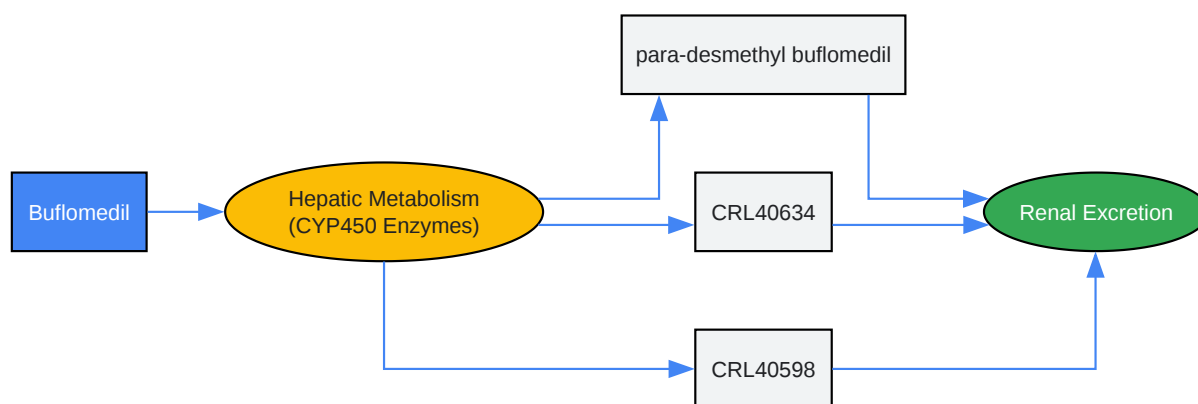 Buflomedil
Hepatic Metabolism
(CYP450 Enzymes)
para-desmethyl buflomedil
CRL40634
CRL40598
Renal Excretion